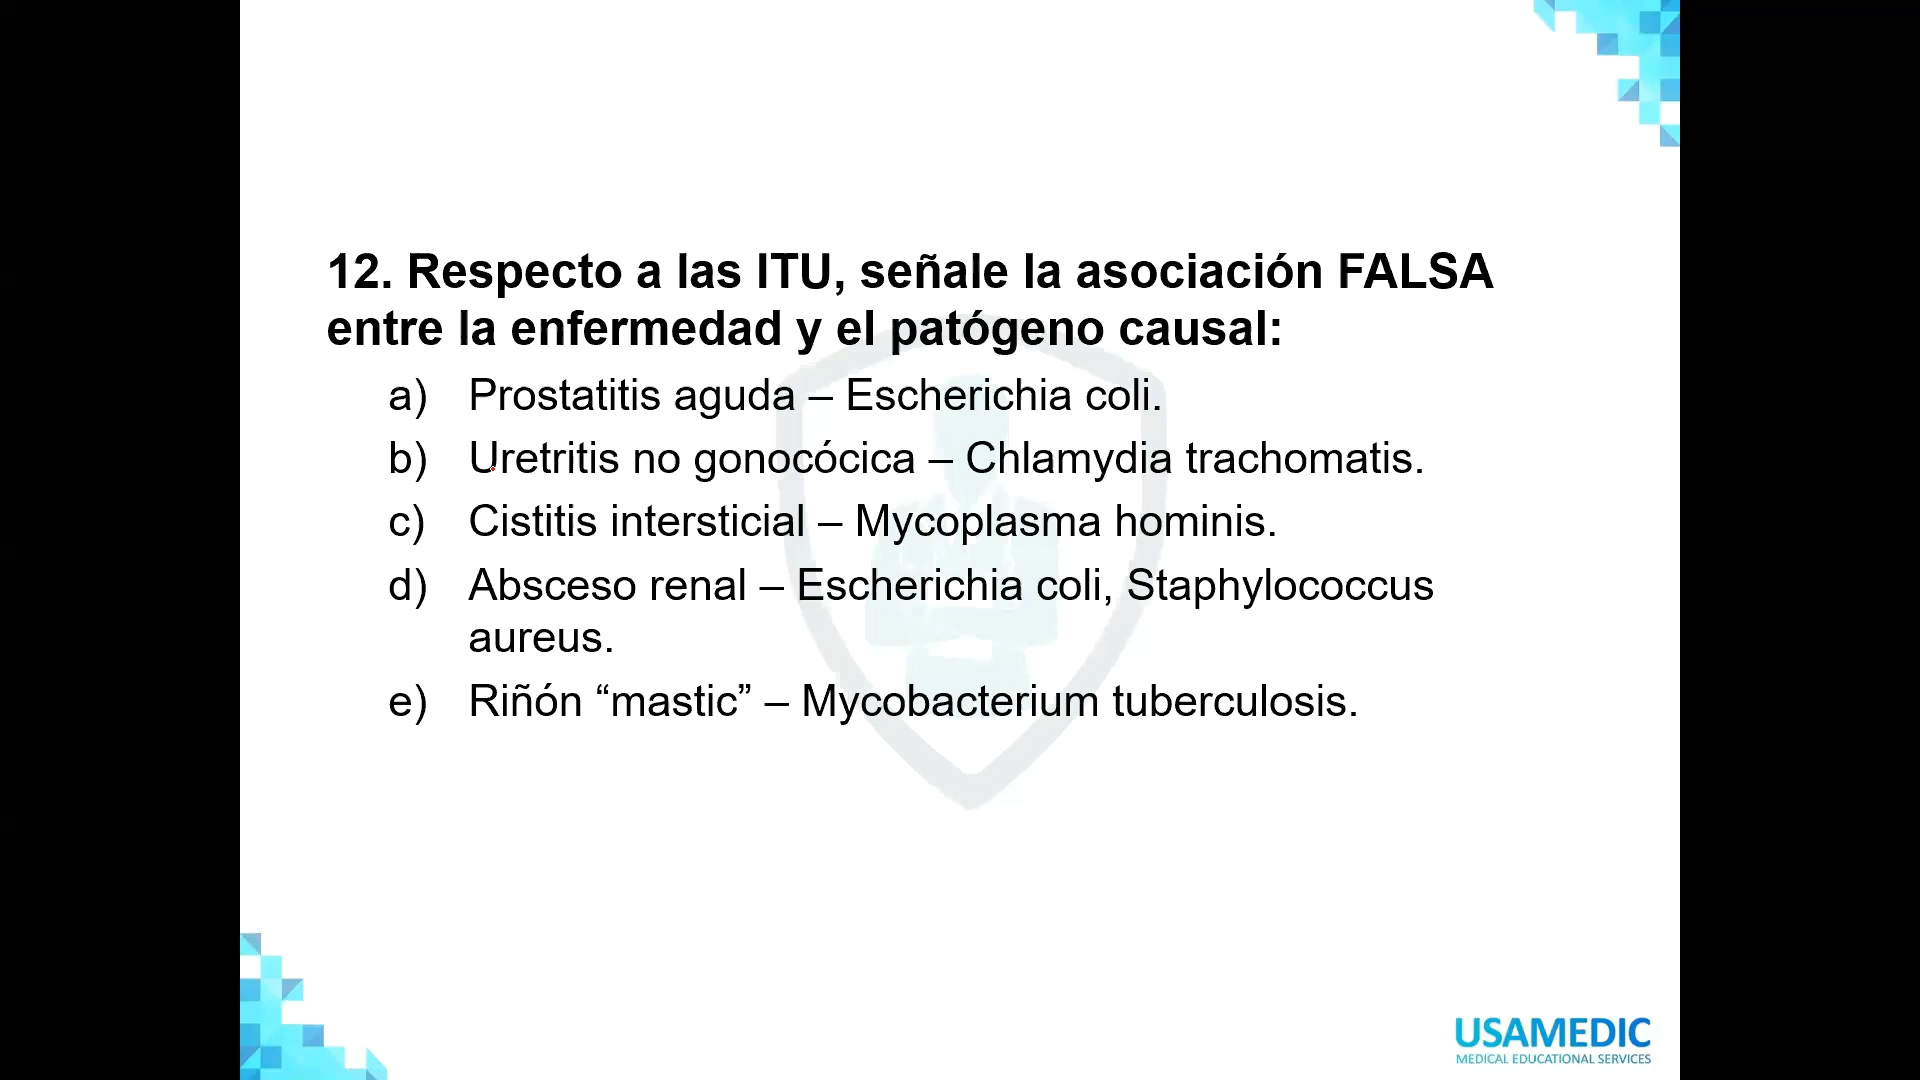 12. Respecto a las ITU, señale la asociación FALSA
entre la enfermedad y el patógeno causal:
a) Prostatitis aguda – Escherichia coli.
b) Uretritis no gonocócica – Chlamydia trachomatis.
c) Cistitis intersticial – Mycoplasma hominis.
d) Absceso renal – Escherichia coli, Staphylococcus
aureus.
e) Riñón “mastic” – Mycobacterium tuberculosis.
USAMEDIC
MEDICAL EDUCATIONAL SERVICES